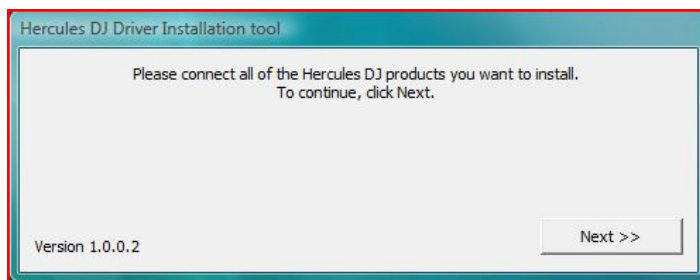 Hercules DJ Driver Installation tool
Please connect all of the Hercules DJ products you want to install.
To continue, click Next.
Version 1.0.0.2
Next >>